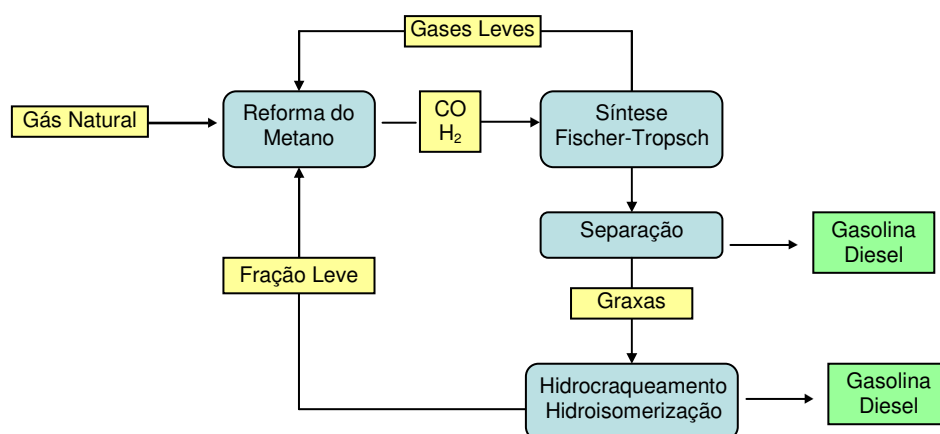 Gases Leves
Gás Natural
Reforma do
Metano
CO
H₂
Síntese
Fischer-Tropsch
Separação
Gasolina
Diesel
Fração Leve
Graxas
Hidrocraqueamento
Hidroisomerização
Gasolina
Diesel